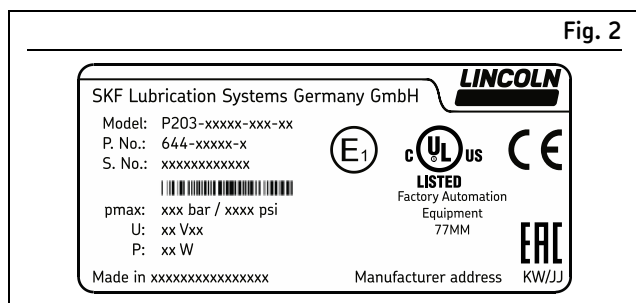 Fig. 2
LINCOLN
SKF Lubrication Systems Germany GmbH
Model: P203-xxxxx-xxx-xx
P. No.: 644-xxxxx-x
S. No.: xxxxxxxxxxxx
pmax: xxx bar / xxxx psi
U: xx Vxx
P: xx W
Made in xxxxxxxxxxxxxxxx
E1
C UL US
LISTED
Factory Automation
Equipment
77MM
CE
EAC
Manufacturer address KW/JJ